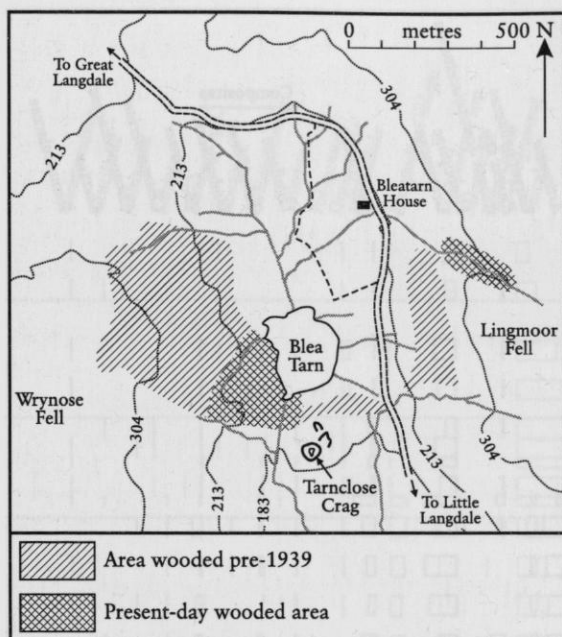 0 metres 500 N
To Great
Langdale
304
213
213
Bleatarn
House
Blea
Tarn
Lingmoor
Fell
Wrynose
Fell
304
213
183
Tarnclose
Crag
213
304
To Little
Langdale
Area wooded pre-1939
Present-day wooded area